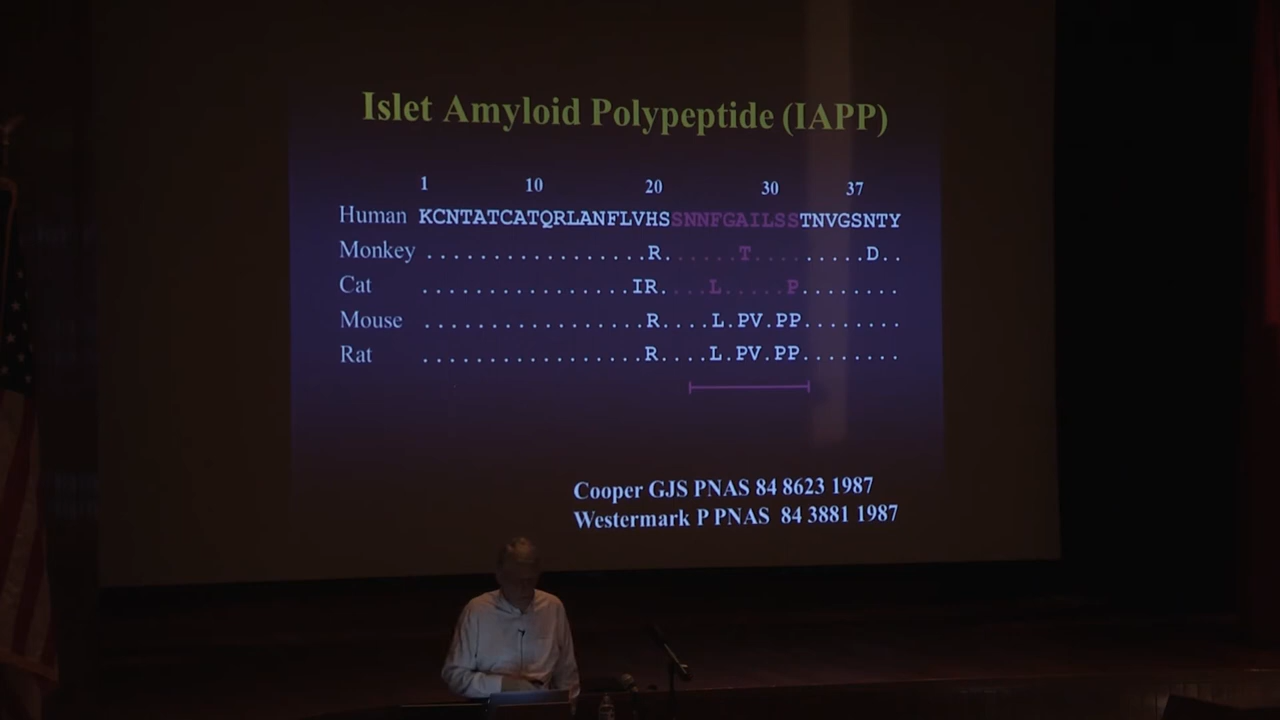 Islet Amyloid Polypeptide (IAPP)
1 10 20 30 37
Human KCNTATCATQRLANFLVHSSNNFGAILSSTNVGSNTY
Monkey .................R......T.........D..
Cat ................IR....L.....P........
Mouse .................R....L.PV.PP........
Rat .................R....L.PV.PP........
Cooper GJS PNAS 84 8623 1987
Westermark P PNAS 84 3881 1987